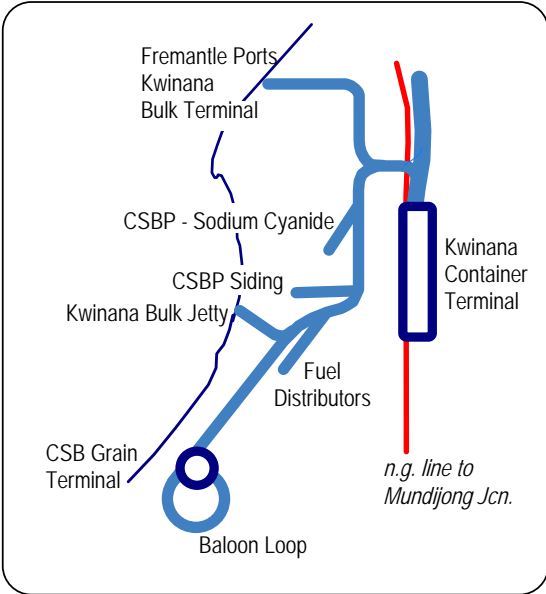 Fremantle Ports
Kwinana
Bulk Terminal
CSBP - Sodium Cyanide
Kwinana
Container
Terminal
CSBP Siding
Kwinana Bulk Jetty
Fuel
Distributors
CSB Grain
Terminal
n.g. line to
Mundijong Jcn.
Baloon Loop